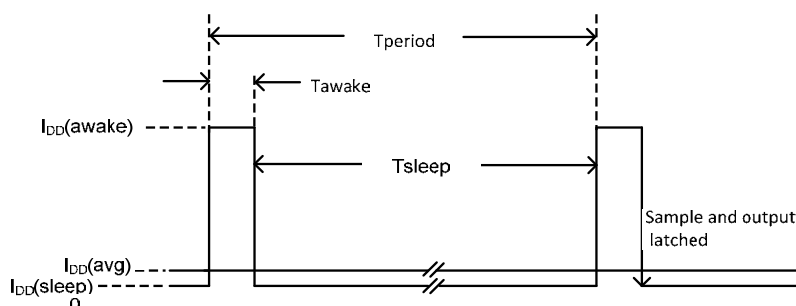 Tperiod
Tawake
IDD(awake)
Tsleep
Sample and output
latched
IDD(avg)
IDD(sleep)
0